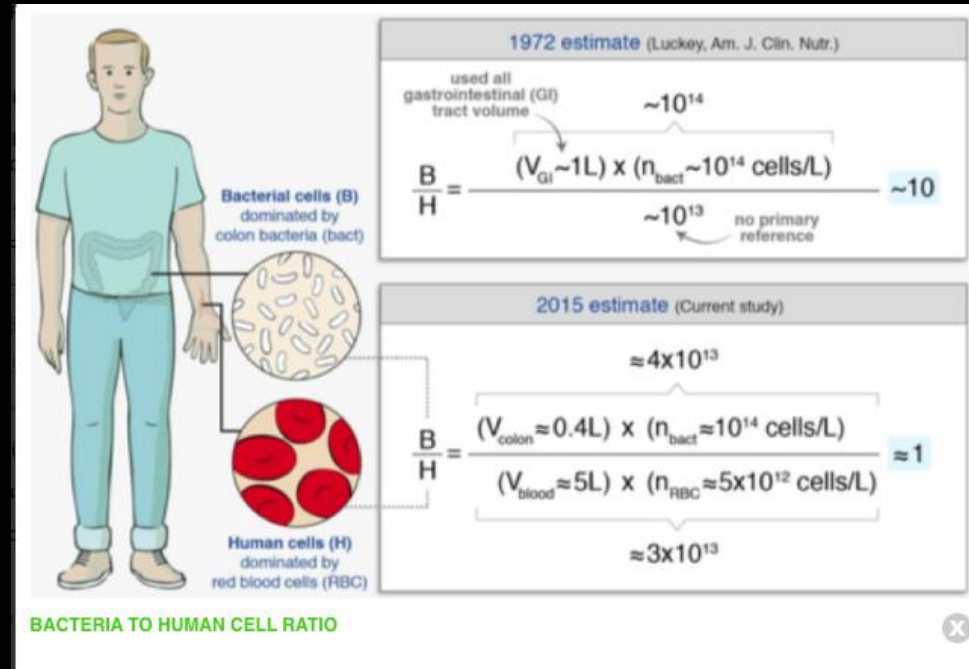 1972 estimate (Luckey, Am. J. Clin. Nutr.)
used all
gastrointestinal (GI)
tract volume
~10¹⁴
B/H = (V_GI~1L) x (n_bact~10¹⁴ cells/L)
~10¹³
no primary
reference
~10
Bacterial cells (B)
dominated by
colon bacteria (bact)
2015 estimate (Current study)
≈4x10¹³
B/H = (V_colon≈0.4L) x (n_bact≈10¹⁴ cells/L)
(V_blood≈5L) x (n_RBC≈5x10¹² cells/L)
≈1
≈3x10¹³
Human cells (H)
dominated by
red blood cells (RBC)
BACTERIA TO HUMAN CELL RATIO
X